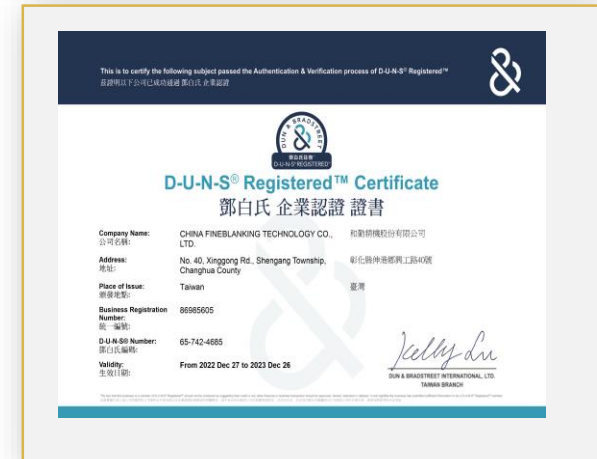 This is to certify the following subject passed the Authentication & Verification process of D-U-N-S® Registered™
茲證明以下公司已成功通過 鄧白氏 企業認證
DUN & BRADSTREET
D-U-N-S® REGISTERED™
D-U-N-S® Registered™ Certificate
鄧白氏 企業認證 證書
Company Name: CHINA FINEBLANKING TECHNOLOGY CO., 和勤精機股份有限公司
公司名稱: LTD.
Address: No. 40, Xinggong Rd., Shengang Township, 彰化縣伸港鄉興工路40號
地址: Changhua County
Place of Issue: Taiwan 臺灣
頒發地點:
Business Registration 86985605
Number:
統一編號:
D-U-N-S® Number: 65-742-4685
鄧白氏編碼:
Validity: From 2022 Dec 27 to 2023 Dec 26
生效日期:
Kelly Lu
DUN & BRADSTREET INTERNATIONAL, LTD.
TAIWAN BRANCH